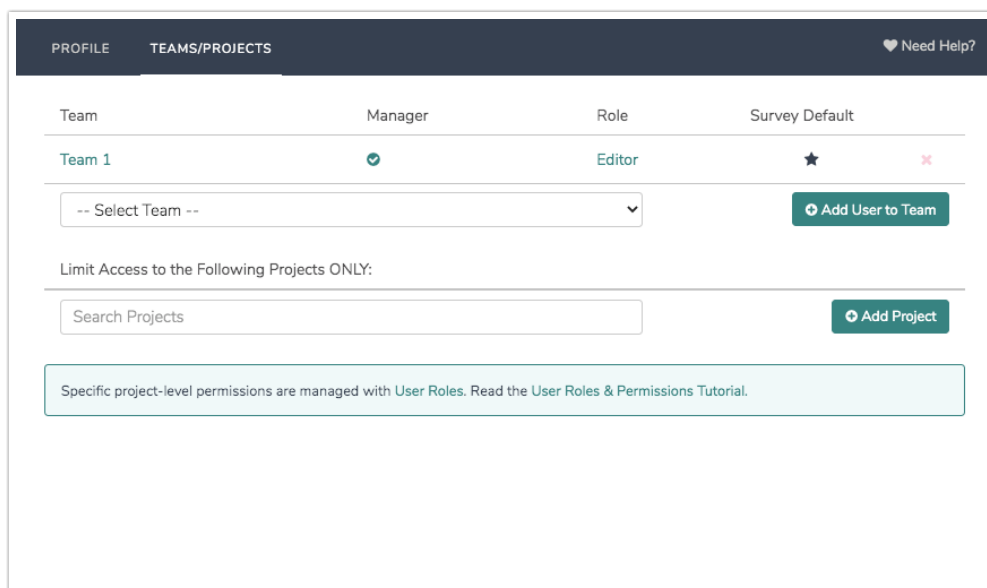 PROFILE TEAMS/PROJECTS Need Help?
Team Manager Role Survey Default
Team 1 Editor
-- Select Team -- Add User to Team
Limit Access to the Following Projects ONLY:
Search Projects Add Project
Specific project-level permissions are managed with User Roles. Read the User Roles & Permissions Tutorial.